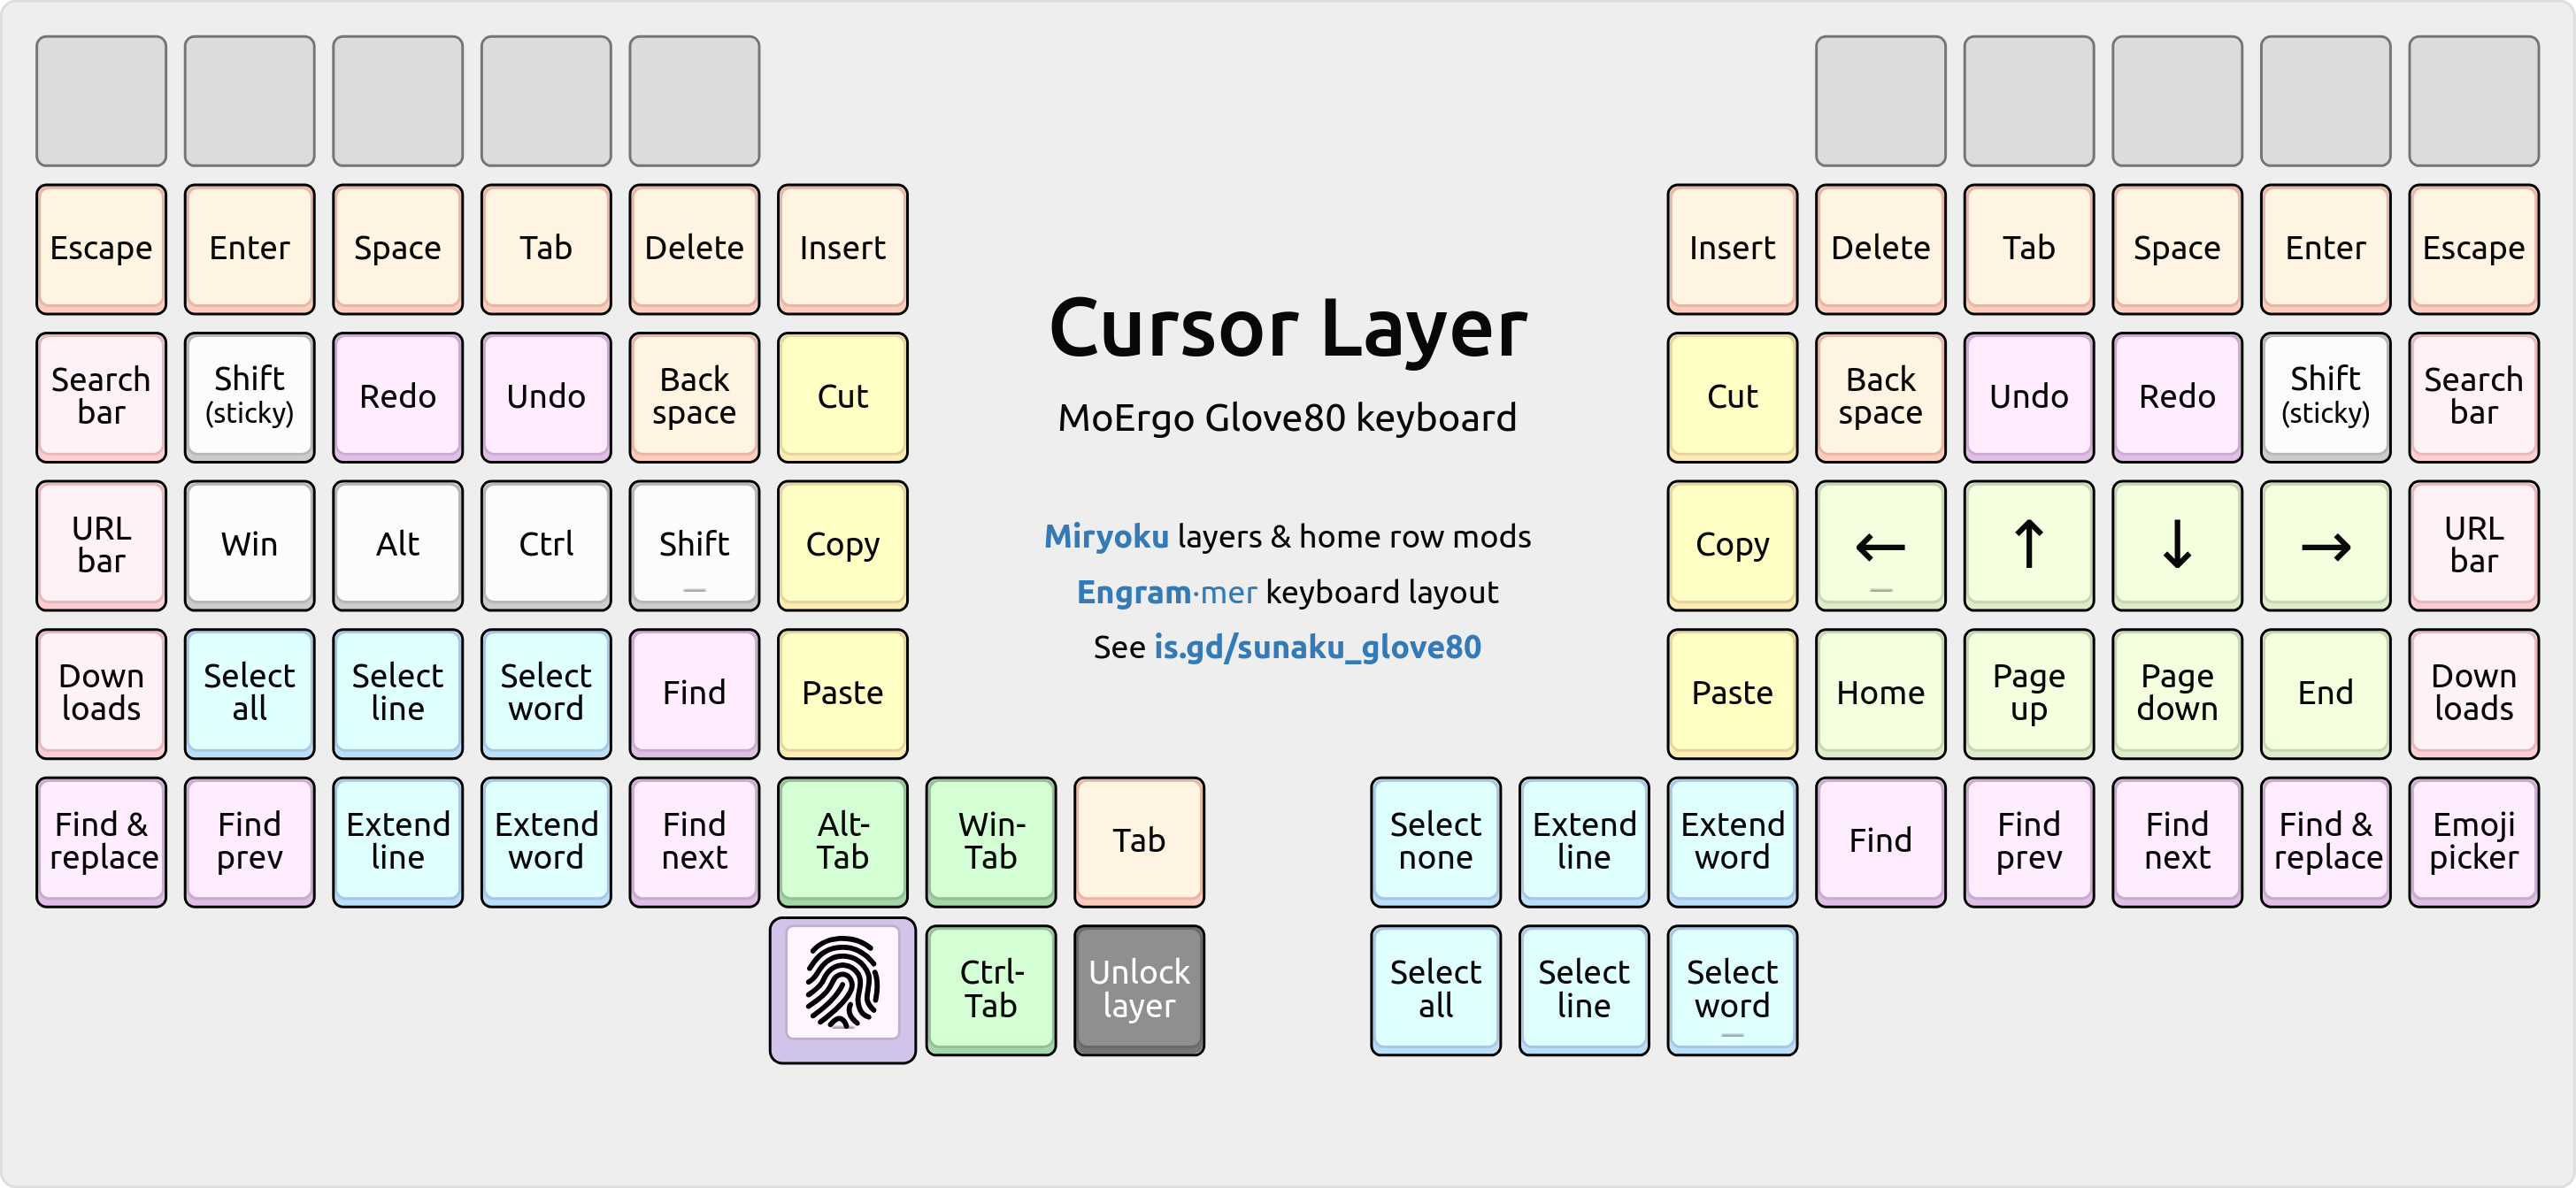 Escape Enter Space Tab Delete Insert
Insert Delete Tab Space Enter Escape
Cursor Layer
MoErgo Glove80 keyboard
Search bar
Shift (sticky)
Redo
Undo
Back space
Cut
Cut
Back space
Undo
Redo
Shift (sticky)
Search bar
URL bar
Win
Alt
Ctrl
Shift
Copy
Miryoku layers & home row mods
Engram·mer keyboard layout
See is.gd/sunaku_glove80
Copy
←
↑
↓
→
URL bar
Down loads
Select all
Select line
Select word
Find
Paste
Paste
Home
Page up
Page down
End
Down loads
Find & replace
Find prev
Extend line
Extend word
Find next
Alt-Tab
Win-Tab
Tab
Select none
Extend line
Extend word
Find
Find prev
Find next
Find & replace
Emoji picker
Ctrl-Tab
Unlock layer
Select all
Select line
Select word